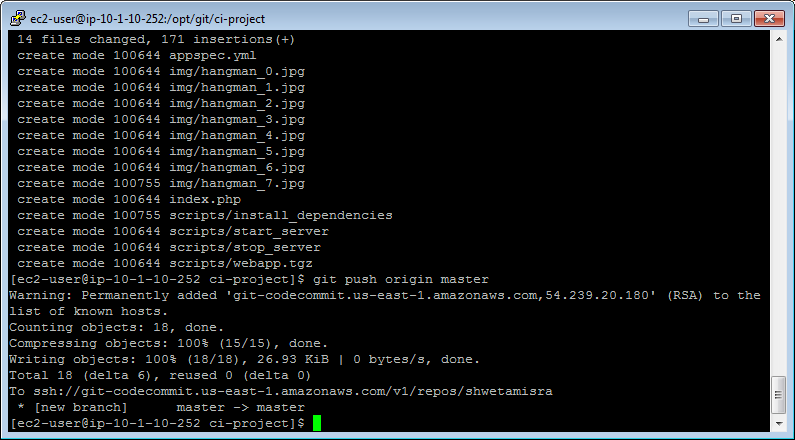 ec2-user@ip-10-1-10-252:/opt/git/ci-project
14 files changed, 171 insertions(+)
create mode 100644 appspec.yml
create mode 100644 img/hangman_0.jpg
create mode 100644 img/hangman_1.jpg
create mode 100644 img/hangman_2.jpg
create mode 100644 img/hangman_3.jpg
create mode 100644 img/hangman_4.jpg
create mode 100644 img/hangman_5.jpg
create mode 100644 img/hangman_6.jpg
create mode 100755 img/hangman_7.jpg
create mode 100644 index.php
create mode 100755 scripts/install_dependencies
create mode 100644 scripts/start_server
create mode 100644 scripts/stop_server
create mode 100644 scripts/webapp.tgz
[ec2-user@ip-10-1-10-252 ci-project]$ git push origin master
Warning: Permanently added 'git-codecommit.us-east-1.amazonaws.com,54.239.20.180' (RSA) to the
list of known hosts.
Counting objects: 18, done.
Compressing objects: 100% (15/15), done.
Writing objects: 100% (18/18), 26.93 KiB | 0 bytes/s, done.
Total 18 (delta 6), reused 0 (delta 0)
To ssh://git-codecommit.us-east-1.amazonaws.com/v1/repos/shwetamisra
* [new branch]      master -> master
[ec2-user@ip-10-1-10-252 ci-project]$